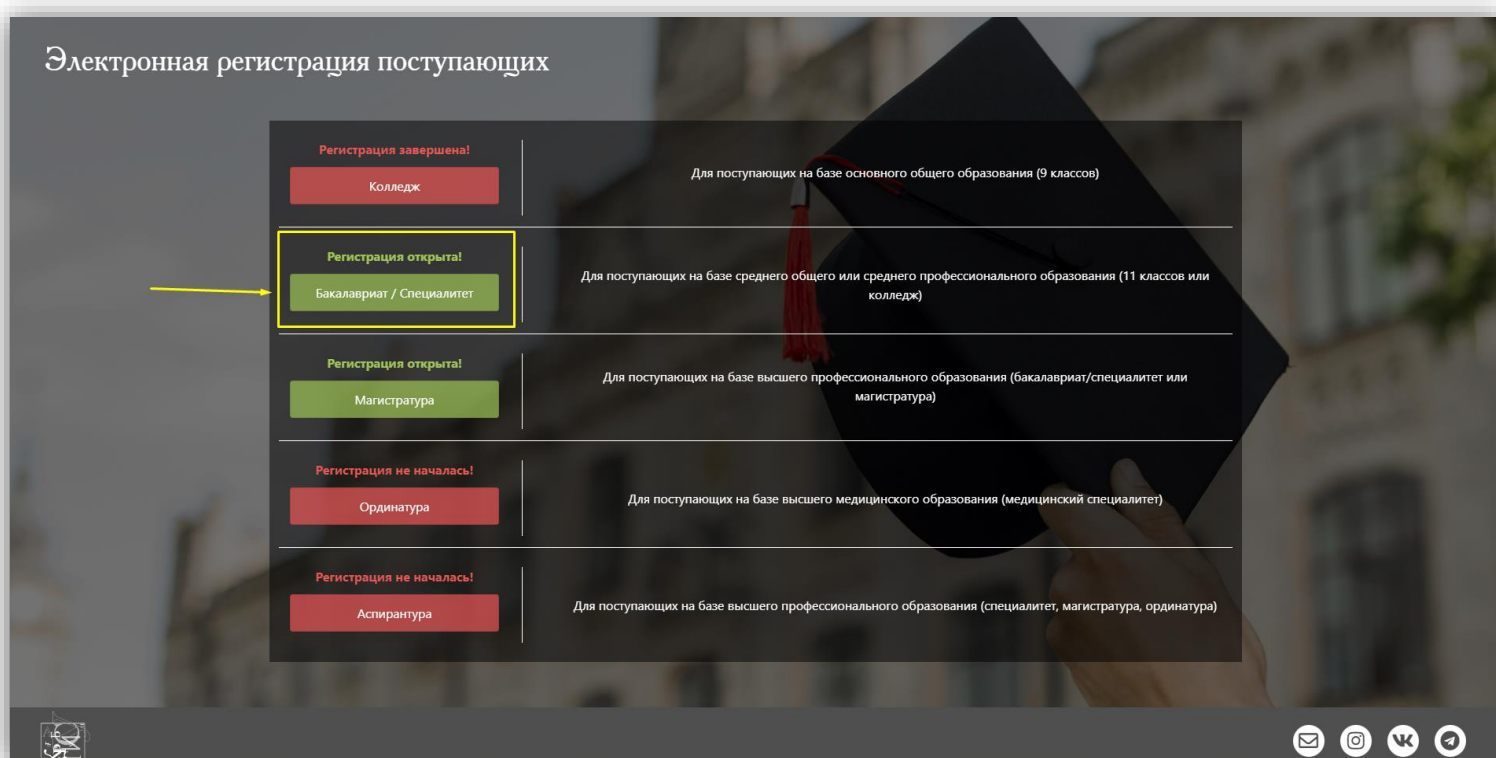 Электронная регистрация поступающих
Регистрация завершена!
Колледж
Для поступающих на базе основного общего образования (9 классов)
Регистрация открыта!
Бакалавриат / Специалитет
Для поступающих на базе среднего общего или среднего профессионального образования (11 классов или
колледж)
Регистрация открыта!
Магистратура
Для поступающих на базе высшего профессионального образования (бакалавриат/специалитет или
магистратура)
Регистрация не началась!
Ординатура
Для поступающих на базе высшего медицинского образования (медицинский специалитет)
Регистрация не началась!
Аспирантура
Для поступающих на базе высшего профессионального образования (специалитет, магистратура, ординатура)